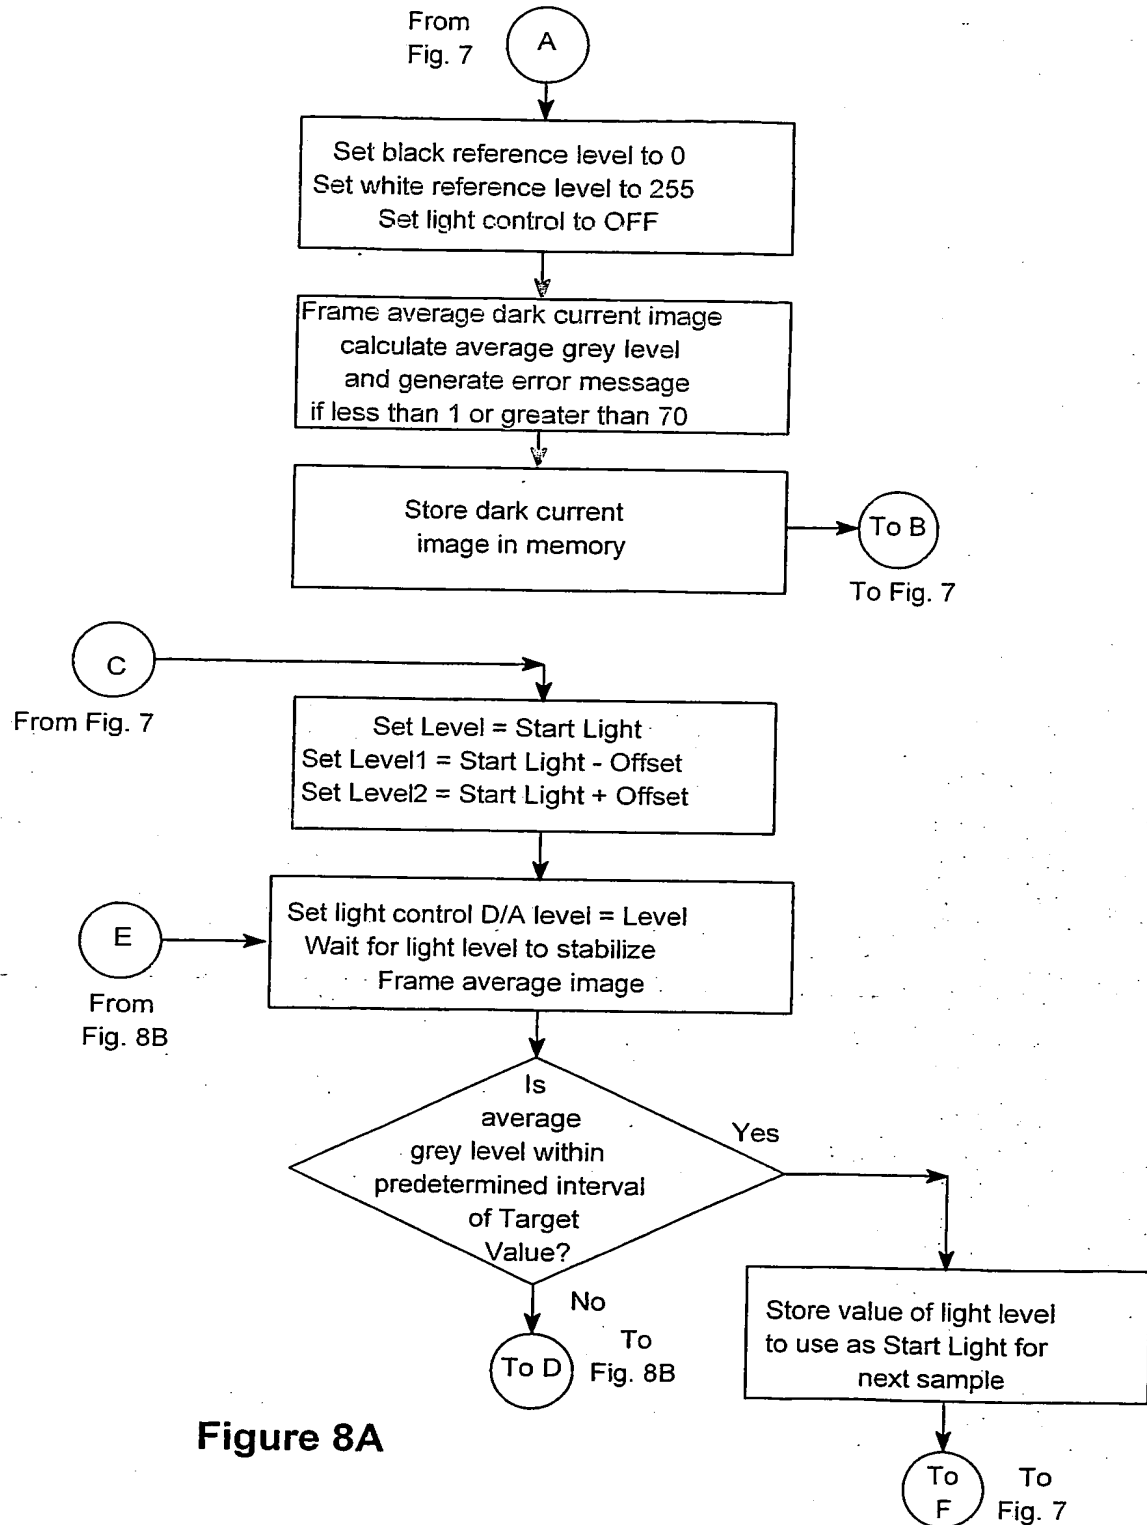 From
Fig. 7
A
Set black reference level to 0
Set white reference level to 255
Set light control to OFF
Frame average dark current image
calculate average grey level
and generate error message
if less than 1 or greater than 70
Store dark current
image in memory
To B
To Fig. 7
C
From Fig. 7
Set Level = Start Light
Set Level1 = Start Light - Offset
Set Level2 = Start Light + Offset
E
From
Fig. 8B
Set light control D/A level = Level
Wait for light level to stabilize
Frame average image
Is
average
grey level within
predetermined interval
of Target
Value?
Yes
No
To D
To
Fig. 8B
Store value of light level
to use as Start Light for
next sample
To
F
To
Fig. 7
Figure 8A